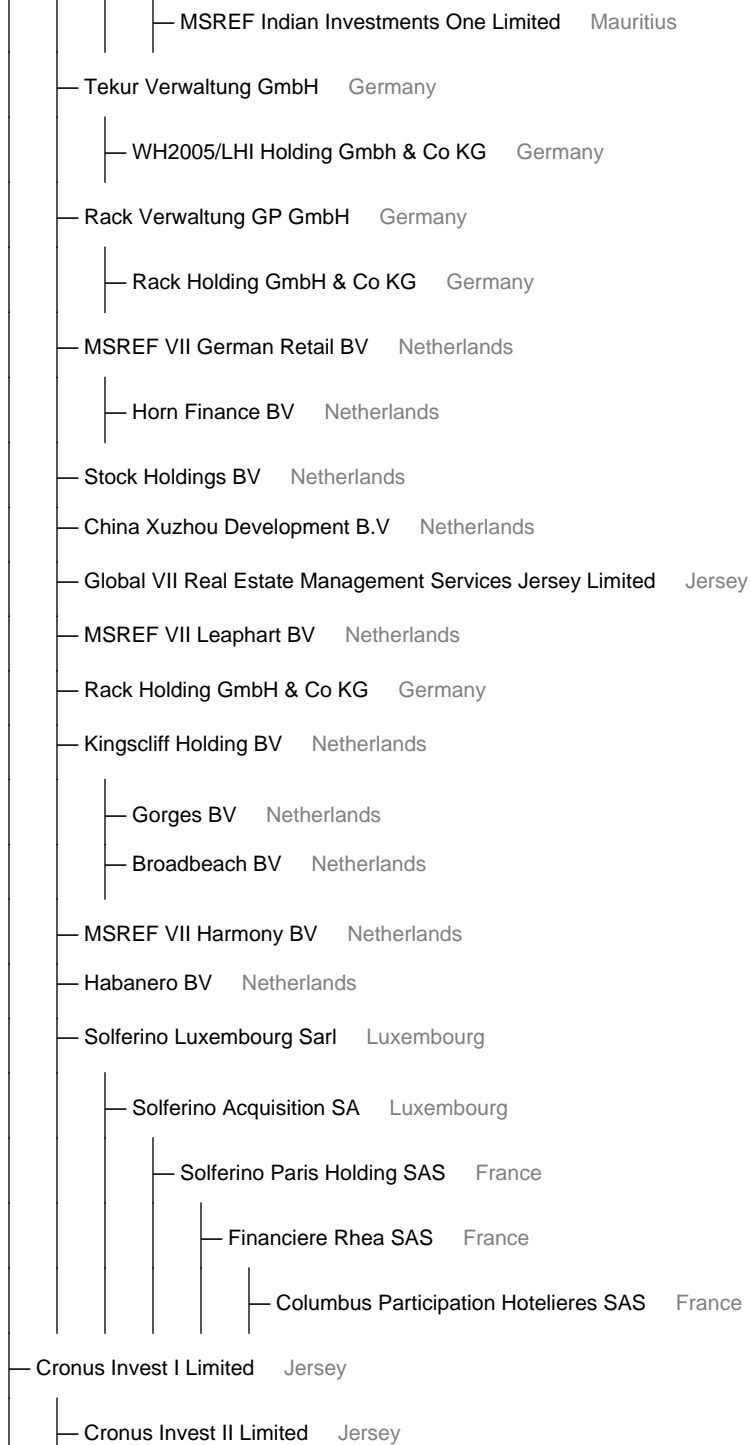 MSREF Indian Investments One Limited Mauritius
Tekur Verwaltung GmbH Germany
WH2005/LHI Holding Gmbh & Co KG Germany
Rack Verwaltung GP GmbH Germany
Rack Holding GmbH & Co KG Germany
MSREF VII German Retail BV Netherlands
Horn Finance BV Netherlands
Stock Holdings BV Netherlands
China Xuzhou Development B.V Netherlands
Global VII Real Estate Management Services Jersey Limited Jersey
MSREF VII Leaphart BV Netherlands
Rack Holding GmbH & Co KG Germany
Kingscliff Holding BV Netherlands
Gorges BV Netherlands
Broadbeach BV Netherlands
MSREF VII Harmony BV Netherlands
Habanero BV Netherlands
Solferino Luxembourg Sarl Luxembourg
Solferino Acquisition SA Luxembourg
Solferino Paris Holding SAS France
Financiere Rhea SAS France
Columbus Participation Hotelieres SAS France
Cronus Invest I Limited Jersey
Cronus Invest II Limited Jersey